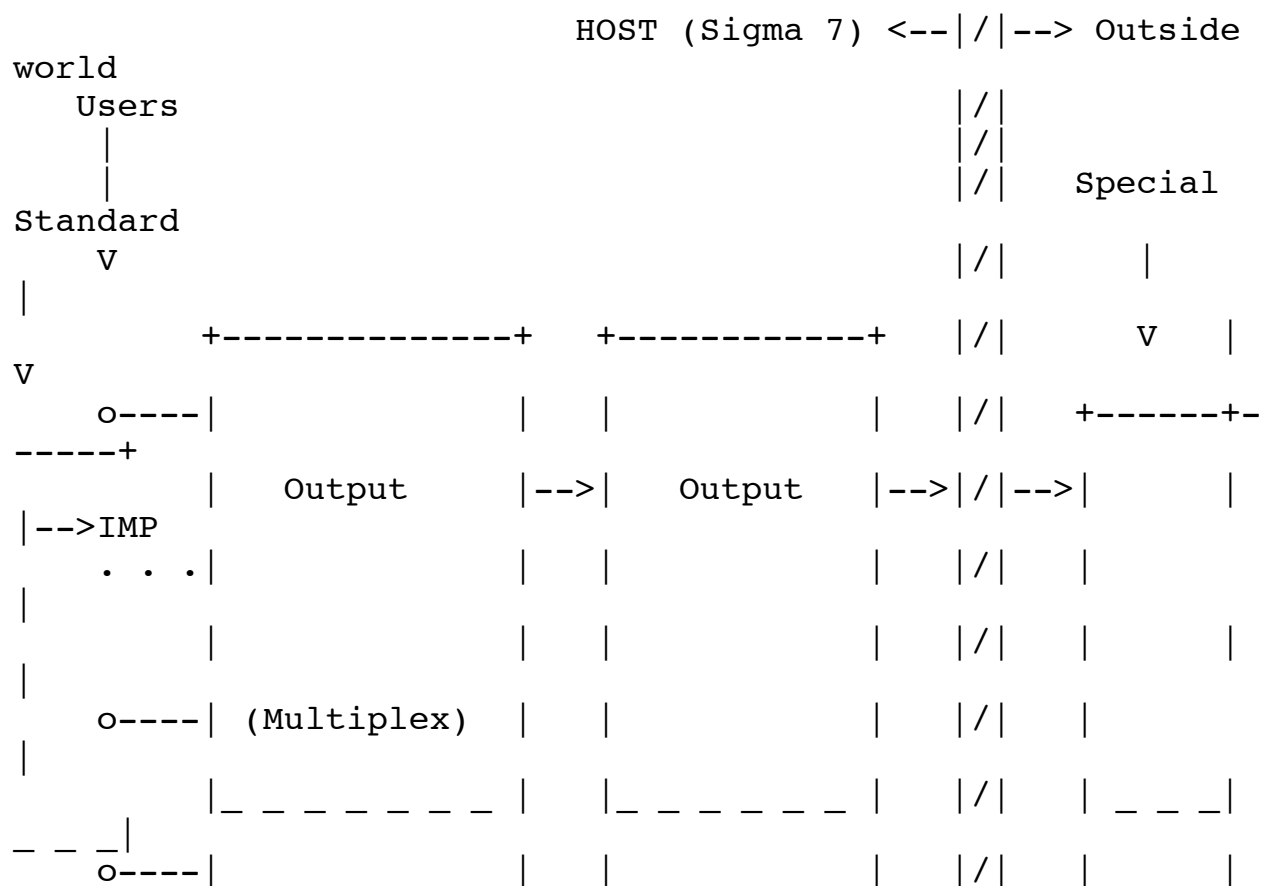 HOST (Sigma 7) <--|/|--> Outside
world
   Users                                     |/|
    |                                        |/|
    |                                        |/|   Special
Standard
    V                                        |/|      |
|
         +--------------+   +------------+   |/|      V   |
V
    o----|              |   |            |   |/|   +------+-
-----+
         |   Output     |-->|   Output   |-->|/|-->|      |
|-->IMP
    . . .|              |   |            |   |/|   |
|
         |              |   |            |   |/|   |      |
|
    o----| (Multiplex)  |   |            |   |/|   |
|
         |_ _ _ _ _ _ _ |   |_ _ _ _ _ _ |   |/|   | _ _ _|
_ _ _|
    o----|              |   |            |   |/|   |      |